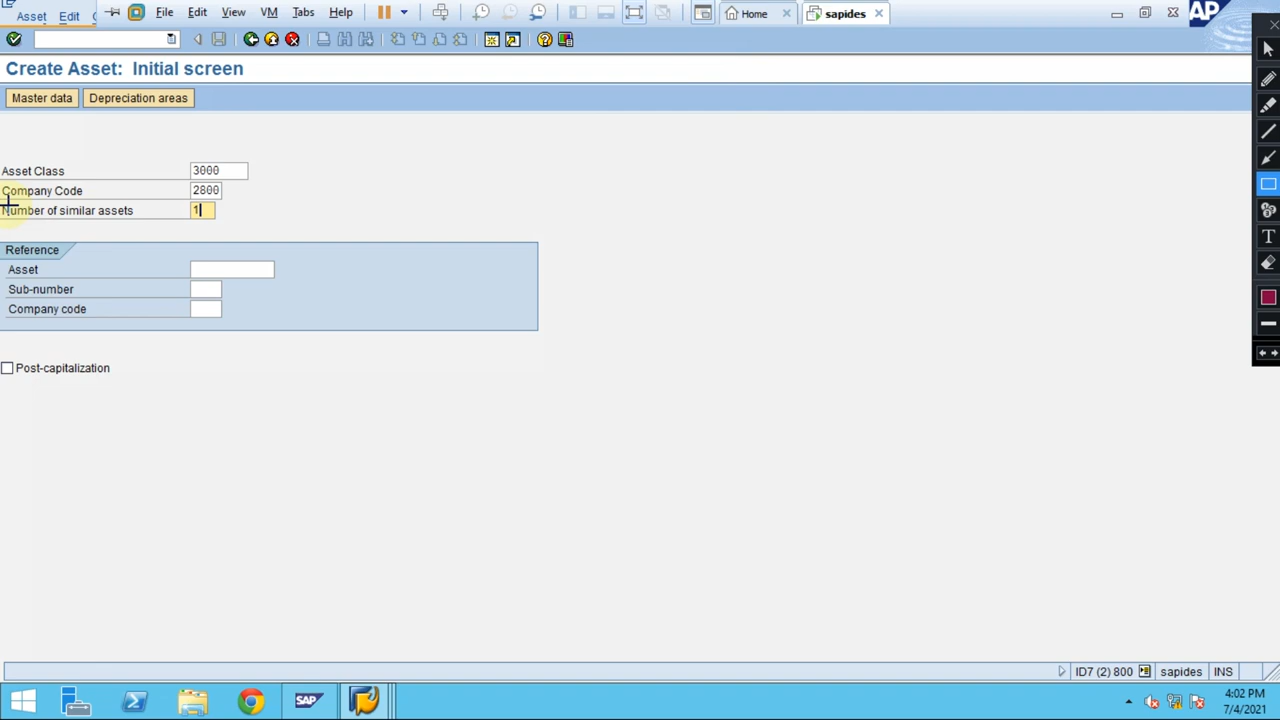 Asset Edit File Edit View VM Tabs Help Home sapides AP
Create Asset: Initial screen
Master data Depreciation areas
Asset Class 3000
Company Code 2800
Number of similar assets 1
Reference
Asset
Sub-number
Company code
Post-capitalization
T
ID7 (2) 800 sapides INS
SAP 4:02 PM
7/4/2021